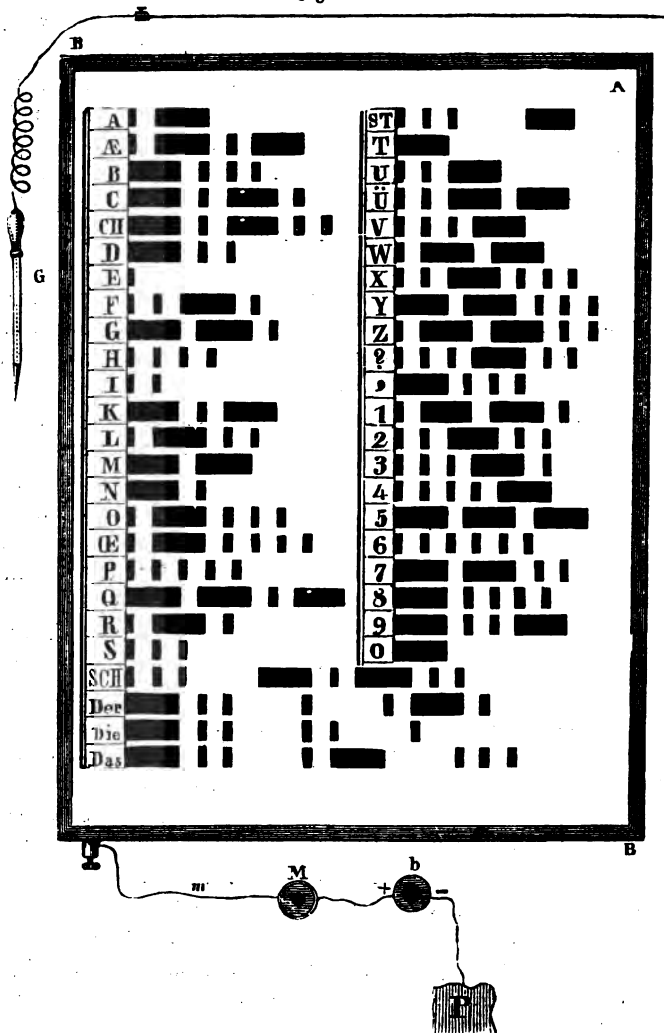 B
A
A
Æ
B
C
CH
D
E
F
G
H
I
K
L
M
N
O
Œ
P
Q
R
S
SCH
Der
Die
Das
ST
T
U
Ü
V
W
X
Y
Z
?
,
1
2
3
4
5
6
7
8
9
0
G
B
m
M
+
b
-
P